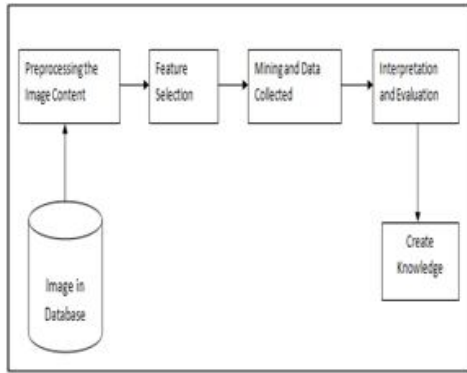 Preprocessing the
Image Content
Feature
Selection
Mining and Data
Collected
Interpretation
and Evaluation
Image in
Database
Create
Knowledge